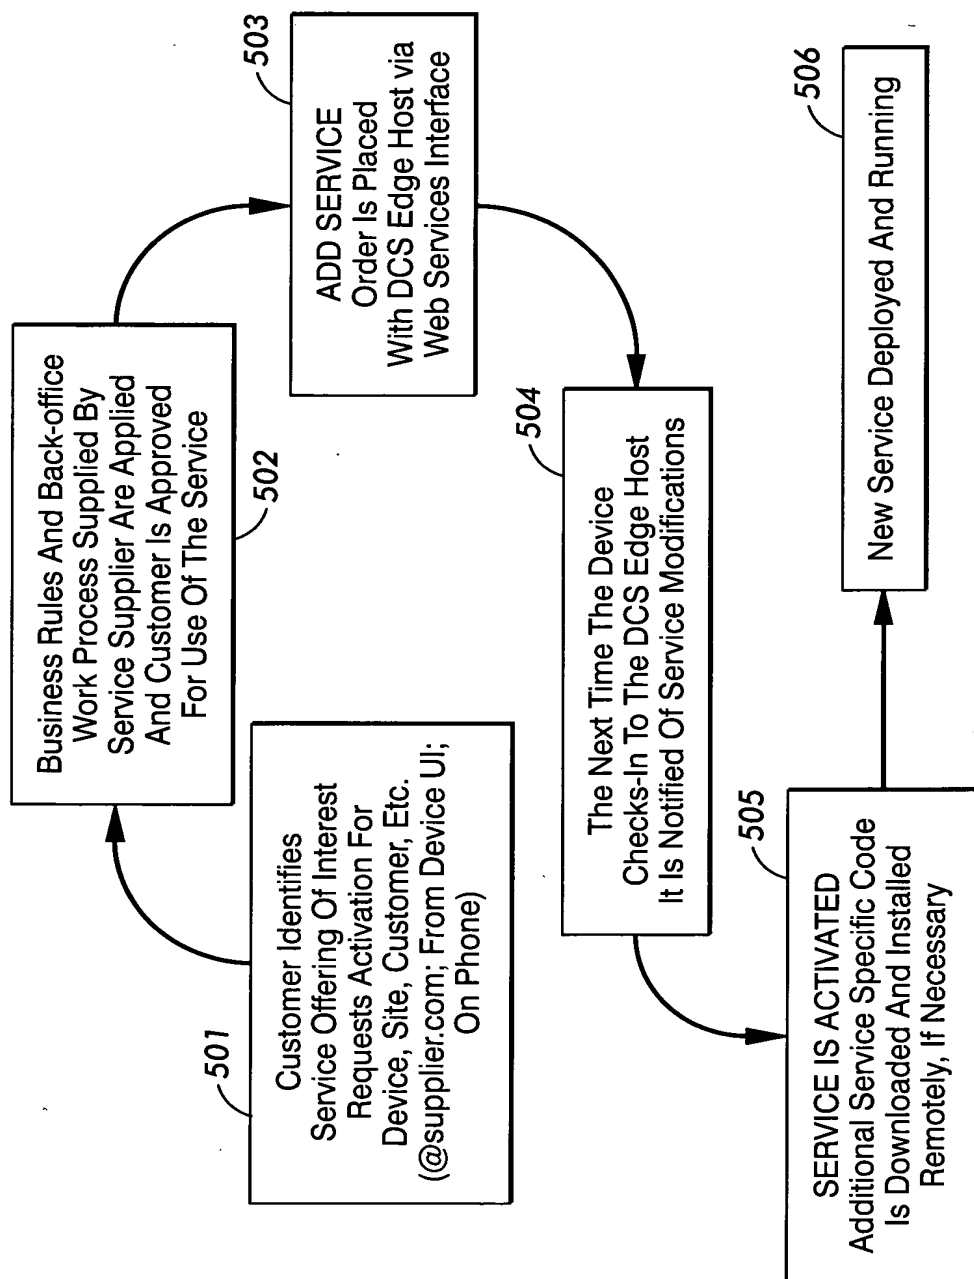 501
Customer Identifies
Service Offering Of Interest
Requests Activation For
Device, Site, Customer, Etc.
(@supplier.com; From Device UI;
On Phone)
Business Rules And Back-office
Work Process Supplied By
Service Supplier Are Applied
And Customer Is Approved
For Use Of The Service
502
503
ADD SERVICE
Order Is Placed
With DCS Edge Host via
Web Services Interface
504
The Next Time The Device
Checks-In To The DCS Edge Host
It Is Notified Of Service Modifications
505
SERVICE IS ACTIVATED
Additional Service Specific Code
Is Downloaded And Installed
Remotely, If Necessary
506
New Service Deployed And Running